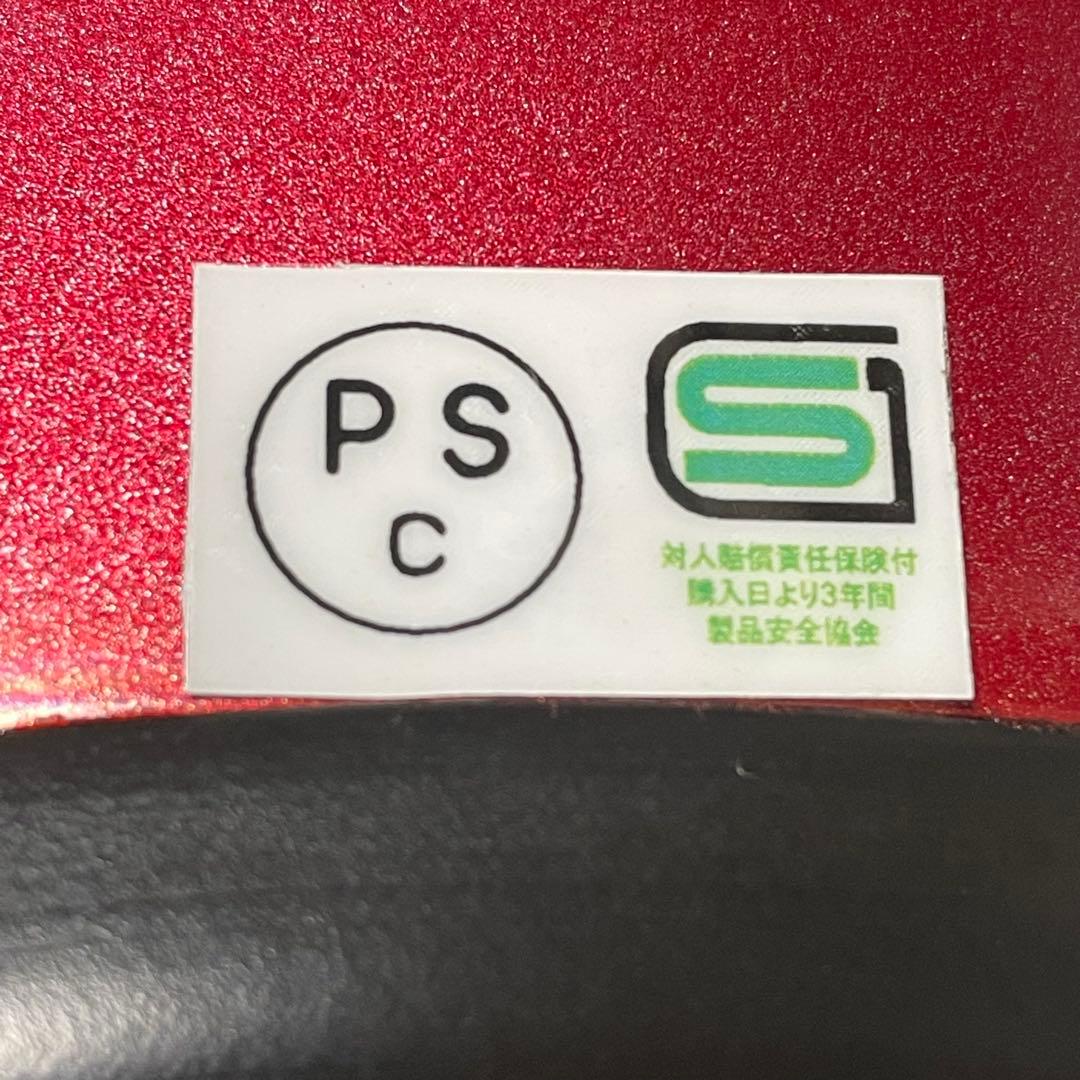 P S
C
SG
対人賠償責任保険付
購入日より3年間
製品安全協会